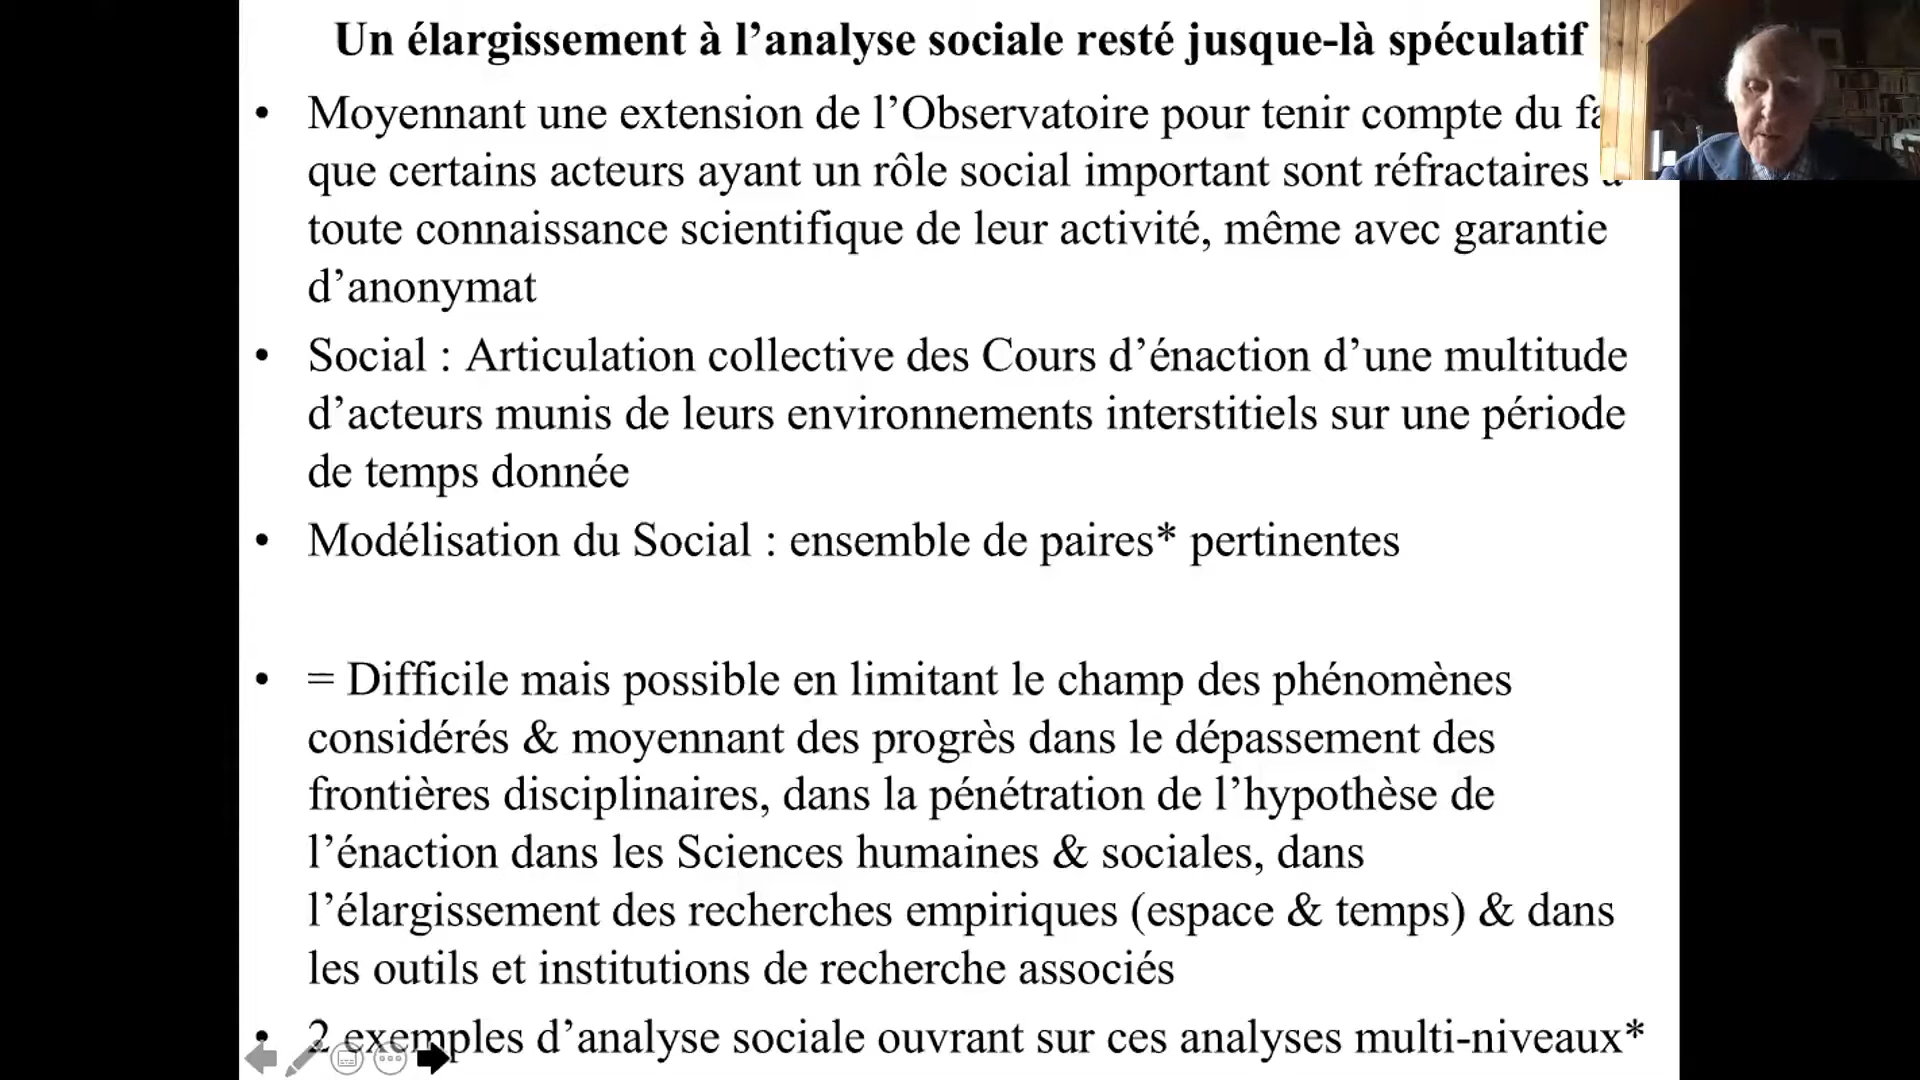 Un élargissement à l’analyse sociale resté jusque-là spéculatif
• Moyennant une extension de l’Observatoire pour tenir compte du
que certains acteurs ayant un rôle social important sont réfractaires
toute connaissance scientifique de leur activité, même avec garantie
d’anonymat
• Social : Articulation collective des Cours d’énaction d’une multitude
d’acteurs munis de leurs environnements interstitiels sur une période
de temps donnée
• Modélisation du Social : ensemble de paires* pertinentes
• = Difficile mais possible en limitant le champ des phénomènes
considérés & moyennant des progrès dans le dépassement des
frontières disciplinaires, dans la pénétration de l’hypothèse de
l’énaction dans les Sciences humaines & sociales, dans
l’élargissement des recherches empiriques (espace & temps) & dans
les outils et institutions de recherche associés
• 2 exemples d’analyse sociale ouvrant sur ces analyses multi-niveaux*